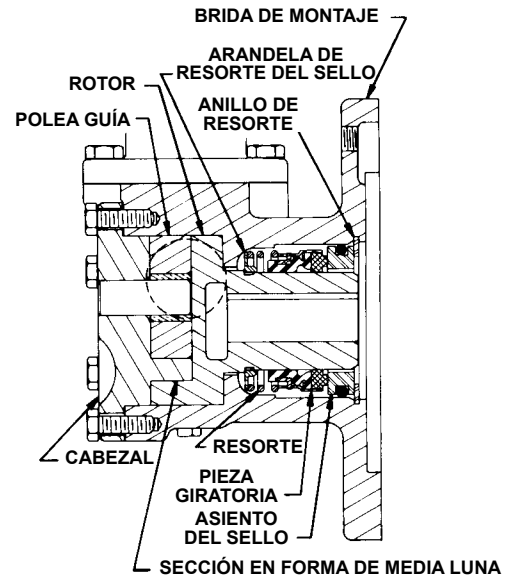 BRIDA DE MONTAJE
ARANDELA DE
RESORTE DEL SELLO
ROTOR
ANILLO DE
RESORTE
POLEA GUÍA
CABEZAL
RESORTE
PIEZA
GIRATORIA
ASIENTO
DEL SELLO
SECCIÓN EN FORMA DE MEDIA LUNA